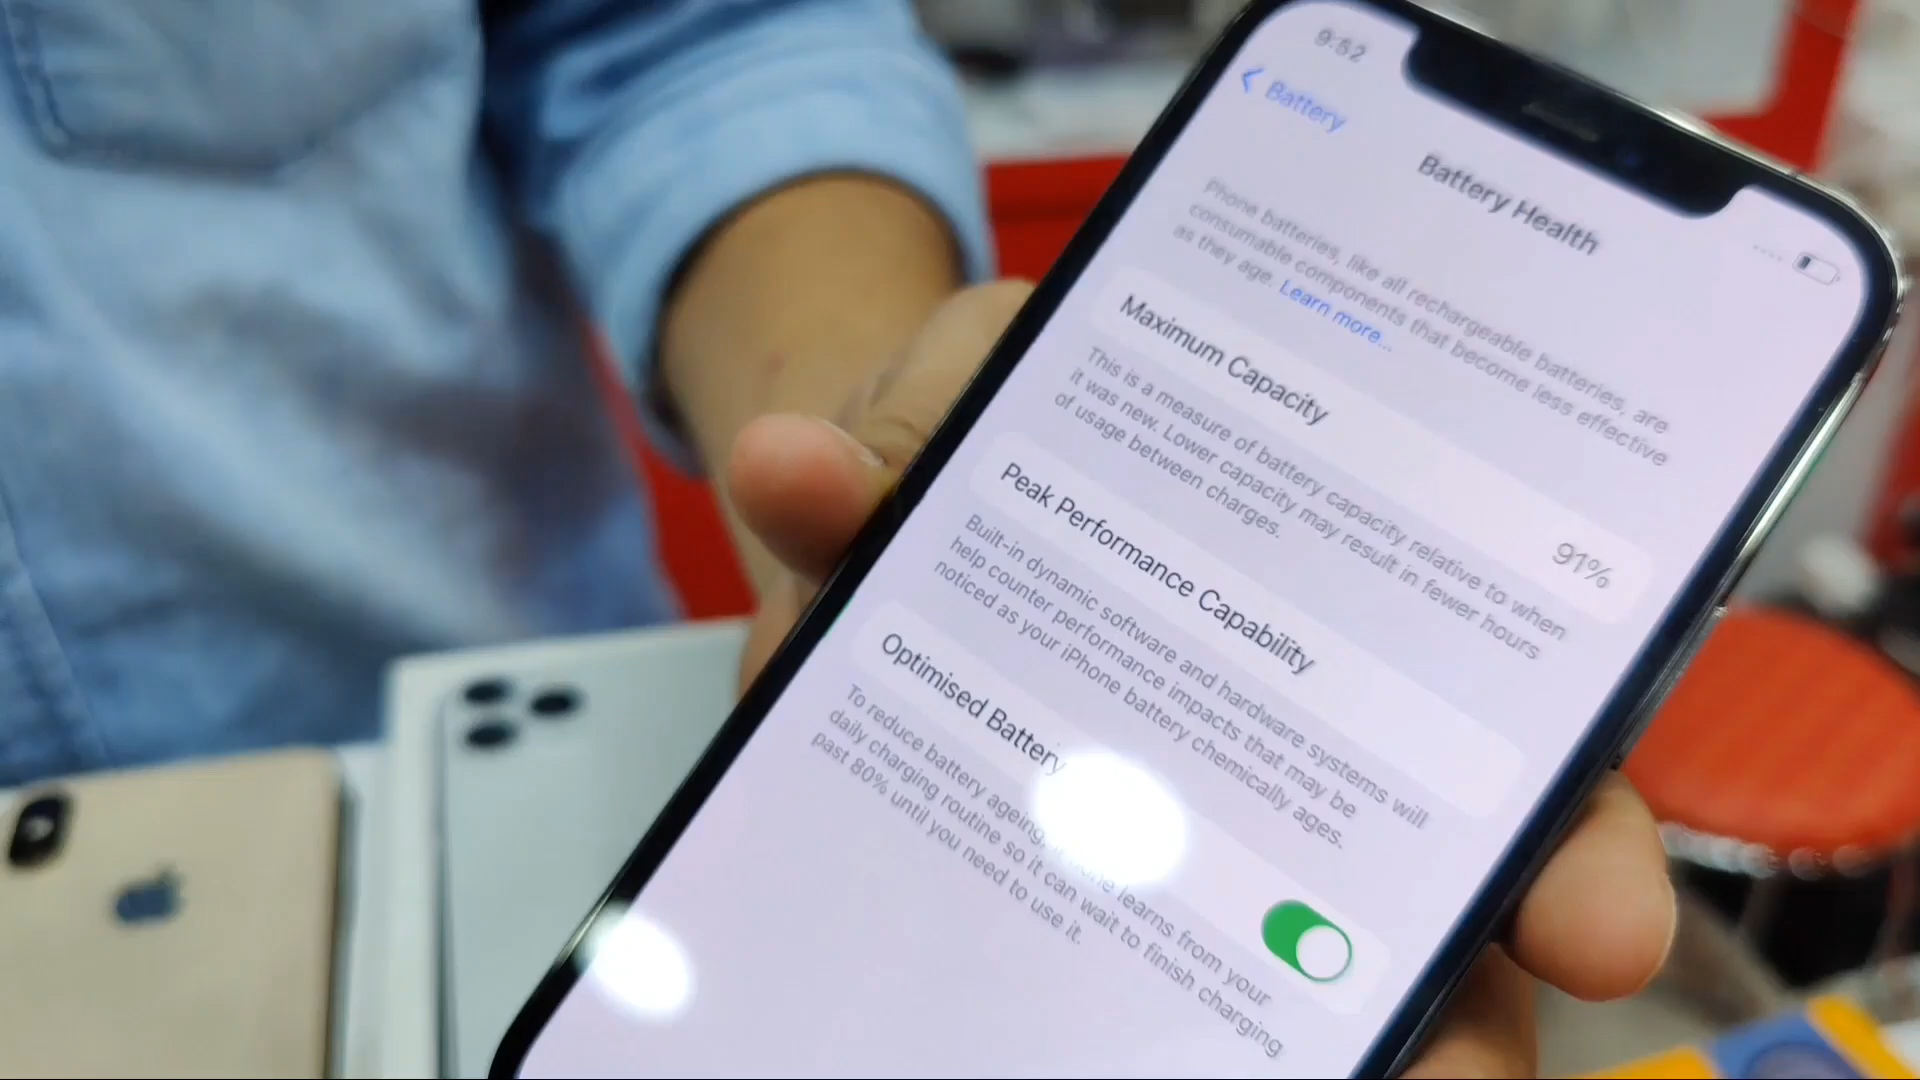 9:52
Battery
Battery Health
Phone batteries, like all rechargeable batteries, are
consumable components that become less effective
as they age. Learn more...
Maximum Capacity
91%
This is a measure of battery capacity relative to when
it was new. Lower capacity may result in fewer hours
of usage between charges.
Peak Performance Capability
Built-in dynamic software and hardware systems will
help counter performance impacts that may be
noticed as your iPhone battery chemically ages.
Optimised Battery
To reduce battery ageing, learns from your
daily charging routine so it can wait to finish charging
past 80% until you need to use it.